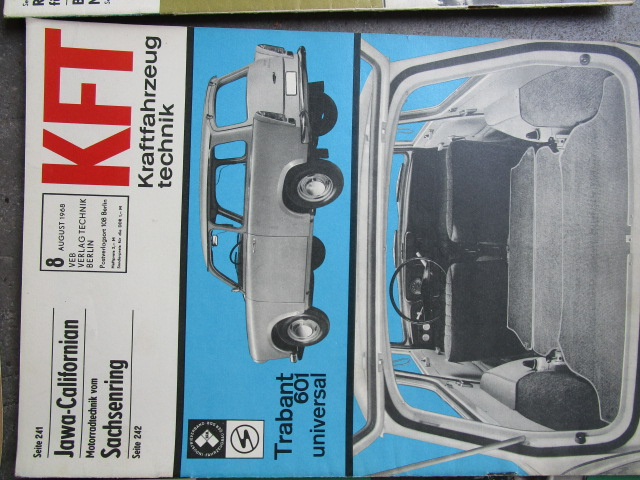 KFT
Kraftfahrzeug
technik
8
AUGUST 1968
VEB
VERLAG TECHNIK
BERLIN
Postverlagsort 108 Berlin
Seite 241
Jawa-Californian
Motorradtechnik vom
Sachsenring
Seite 242
Trabant
601
universal